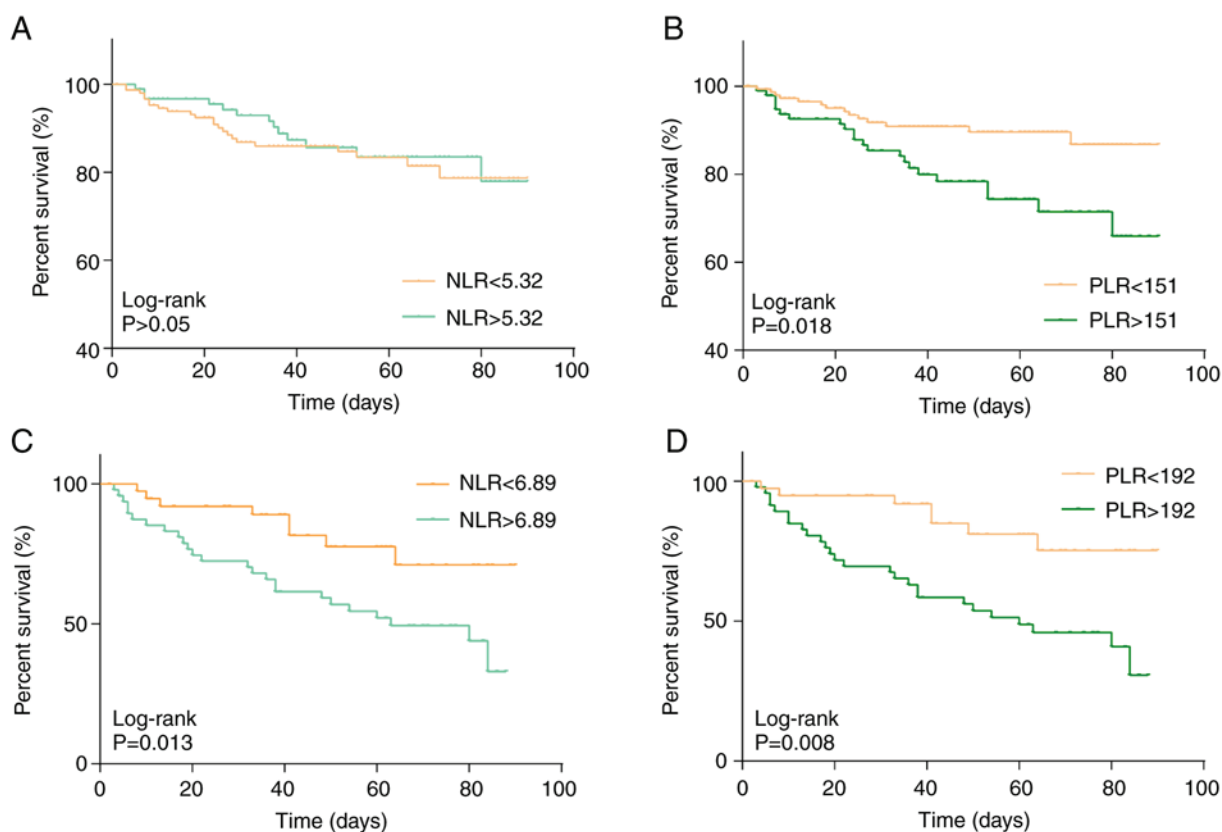 A
Percent survival (%)
100
80
60
40
NLR<5.32
NLR>5.32
Log-rank
P>0.05
0 20 40 60 80 100
Time (days)
B
Percent survival (%)
100
80
60
40
PLR<151
PLR>151
Log-rank
P=0.018
0 20 40 60 80 100
Time (days)
C
Percent survival (%)
100
50
0
NLR<6.89
NLR>6.89
Log-rank
P=0.013
0 20 40 60 80 100
Time (days)
D
Percent survival (%)
100
50
0
PLR<192
PLR>192
Log-rank
P=0.008
0 20 40 60 80 100
Time (days)